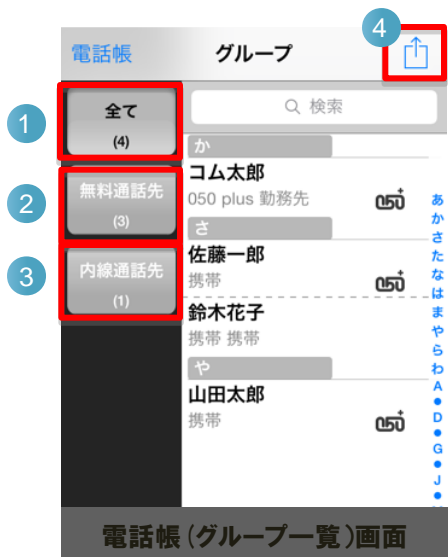 4
電話帳
グループ
1
全て
(4)
検索
か
コム太郎
050 plus 勤務先
050+
2
無料通話先
(3)
さ
佐藤一郎
携帯
050+
3
内線通話先
(1)
鈴木花子
携帯 携帯
や
山田太郎
携帯
050+
あ
か
さ
た
な
は
ま
や
ら
わ
A
●
D
●
G
●
J
●
電話帳(グループ一覧)画面